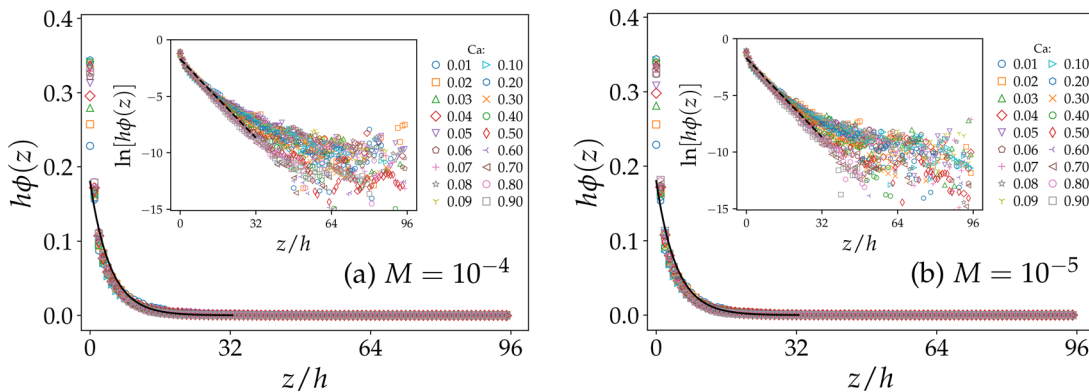 0.4
0.3
0.2
0.1
0.0
hϕ(z)
0 32 64 96
z/h
0
−5
−10
−15
ln[hϕ(z)]
0 32 64 96
z/h
Ca:
0.01 0.10
0.02 0.20
0.03 0.30
0.04 0.40
0.05 0.50
0.06 0.60
0.07 0.70
0.08 0.80
0.09 0.90
(a) M = 10⁻⁴
0.4
0.3
0.2
0.1
0.0
hϕ(z)
0 32 64 96
z/h
0
−5
−10
−15
ln[hϕ(z)]
0 32 64 96
z/h
Ca:
0.01 0.10
0.02 0.20
0.03 0.30
0.04 0.40
0.05 0.50
0.06 0.60
0.07 0.70
0.08 0.80
0.09 0.90
(b) M = 10⁻⁵